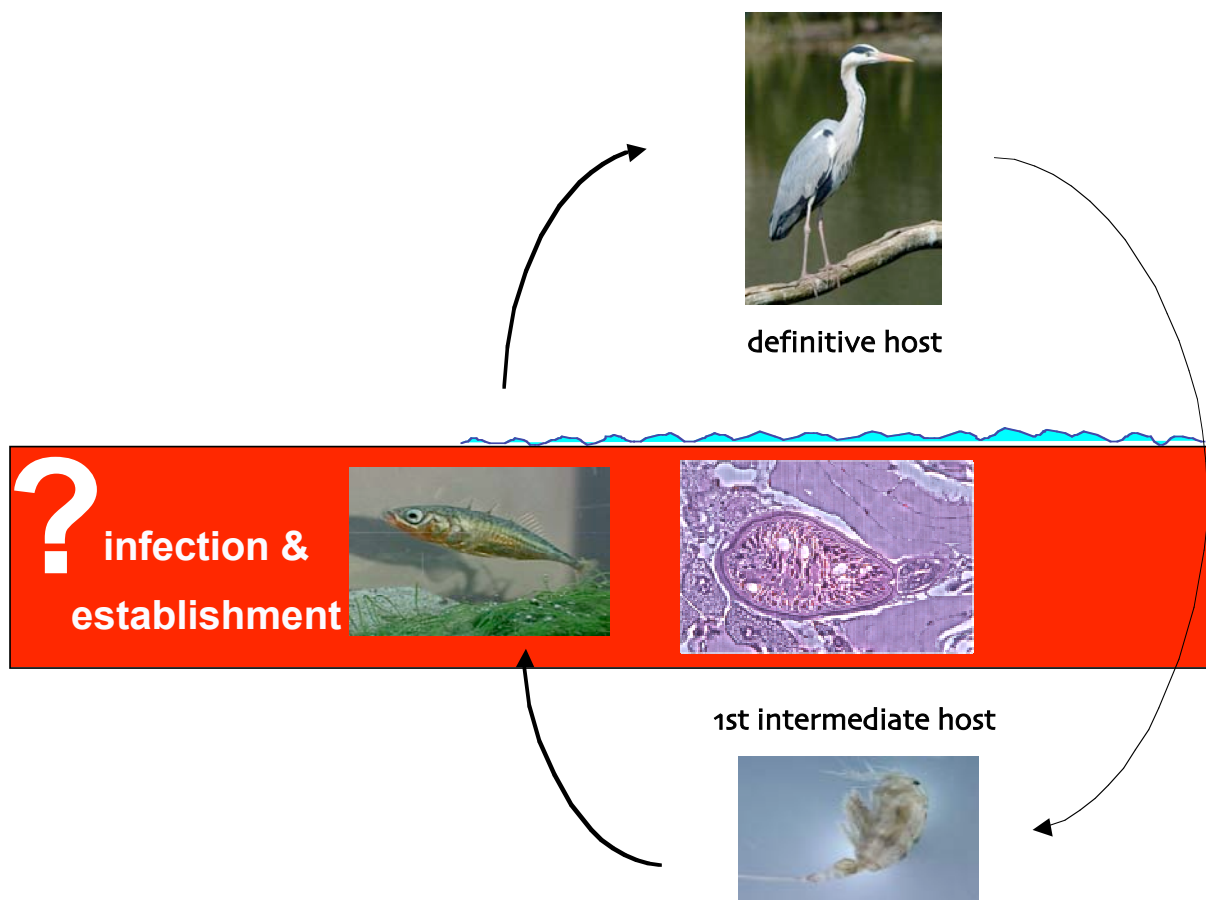 definitive host
?
infection &
establishment
1st intermediate host